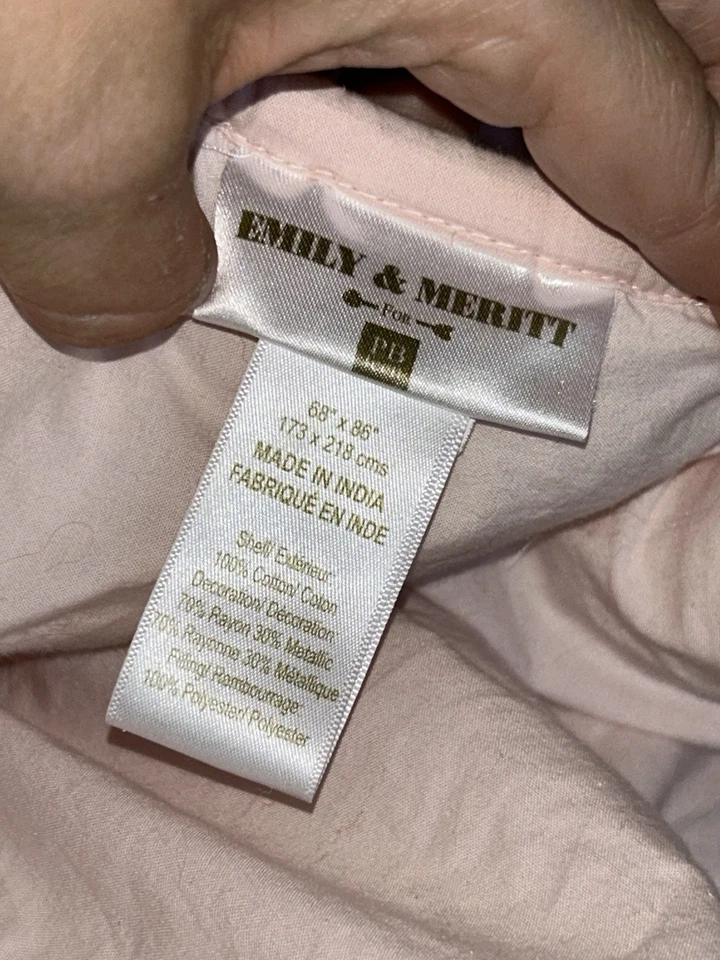 EMILY & MERITT
FOR
PB
68" x 86"
173 x 218 cms
MADE IN INDIA
FABRIQUÉ EN INDE
Shell/ Extérieur:
100% Cotton/ Coton
Decoration/ Décoration:
70% Rayon 30% Metallic
70% Rayonne 30% Métallique
Filling/ Rembourrage:
100% Polyester/ Polyester